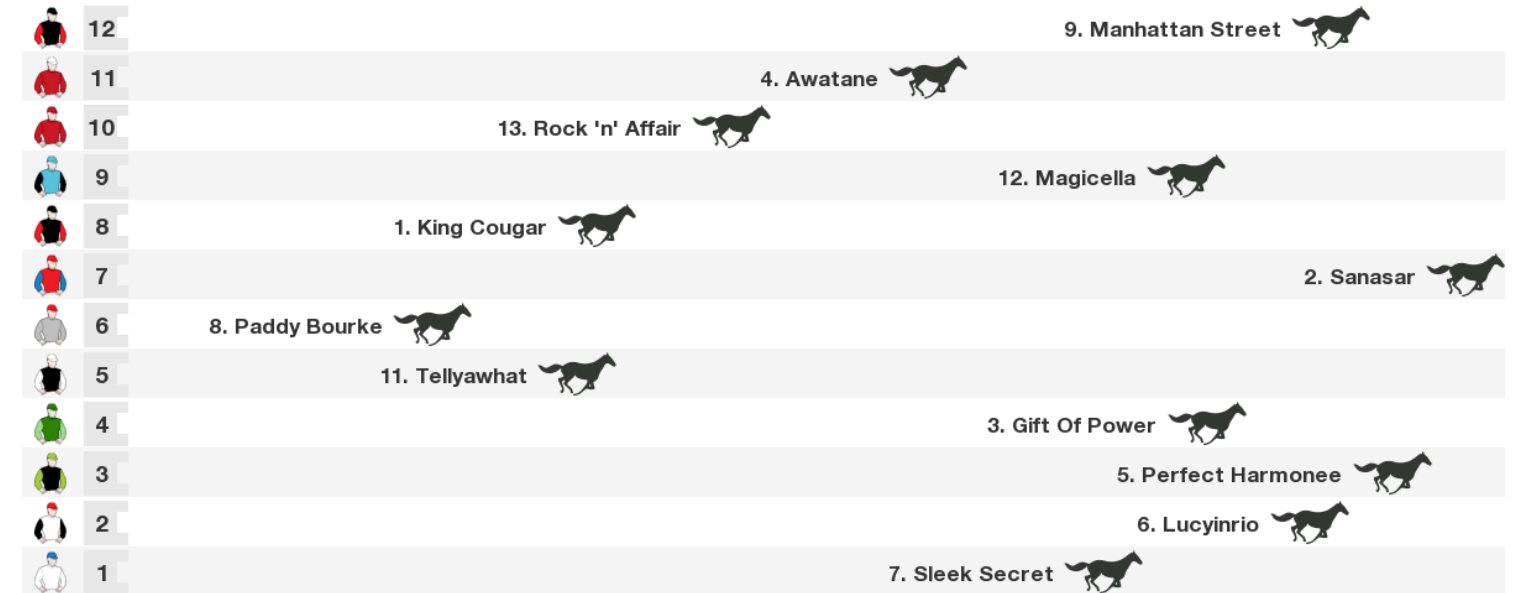 12 9. Manhattan Street
11 4. Awatane
10 13. Rock 'n' Affair
9 12. Magicella
8 1. King Cougar
7 2. Sanasar
6 8. Paddy Bourke
5 11. Tellyawhat
4 3. Gift Of Power
3 5. Perfect Harmonee
2 6. Lucyinrio
1 7. Sleek Secret